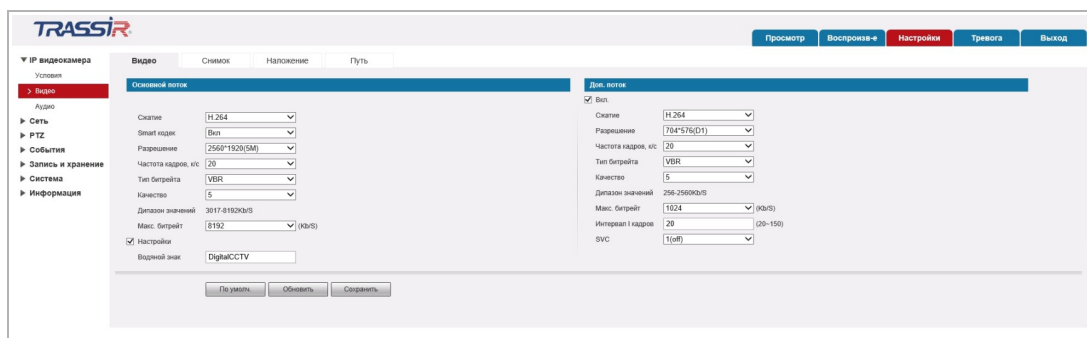 TRASSIR
Просмотр Воспроизв-е Настройки Тревога Выход
IP видеокамера
Условия
Видео
Аудио
Сеть
PTZ
События
Запись и хранение
Система
Информация
Видео Снимок Наложение Путь
Основной поток
Сжатие H.264
Smart кодек Вкл
Разрешение 2560*1920(5M)
Частота кадров, к/с 20
Тип битрейта VBR
Качество 5
Дипазон значений 3017-8192Kb/S
Макс. битрейт 8192 (Kb/S)
Настройки
Водяной знак DigitalCCTV
По умолч. Обновить Сохранить
Доп. поток
Вкл.
Сжатие H.264
Разрешение 704*576(D1)
Частота кадров, к/с 20
Тип битрейта VBR
Качество 5
Дипазон значений 256-2560Kb/S
Макс. битрейт 1024 (Kb/S)
Интервал I кадров 20 (20~150)
SVC 1(off)